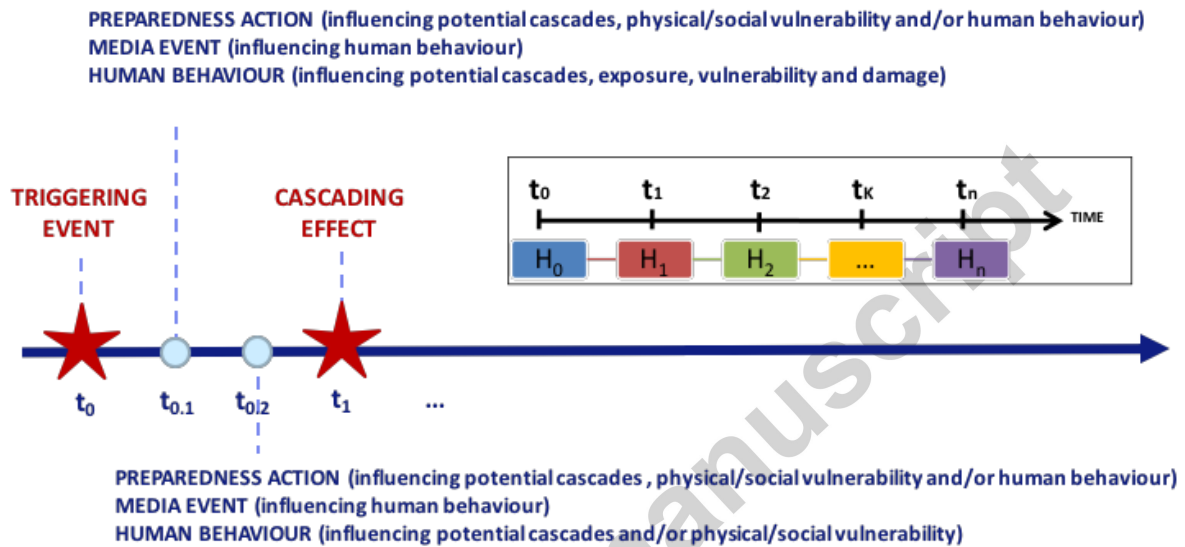 PREPAREDNESS ACTION (influencing potential cascades, physical/social vulnerability and/or human behaviour)
MEDIA EVENT (influencing human behaviour)
HUMAN BEHAVIOUR (influencing potential cascades, exposure, vulnerability and damage)
TRIGGERING
EVENT
CASCADING
EFFECT
t0 t1 t2 tK tn
TIME
H0 H1 H2 ... Hn
t0 t0.1 t0.2 t1 ...
PREPAREDNESS ACTION (influencing potential cascades , physical/social vulnerability and/or human behaviour)
MEDIA EVENT (influencing human behaviour)
HUMAN BEHAVIOUR (influencing potential cascades and/or physical/social vulnerability)
anuscript